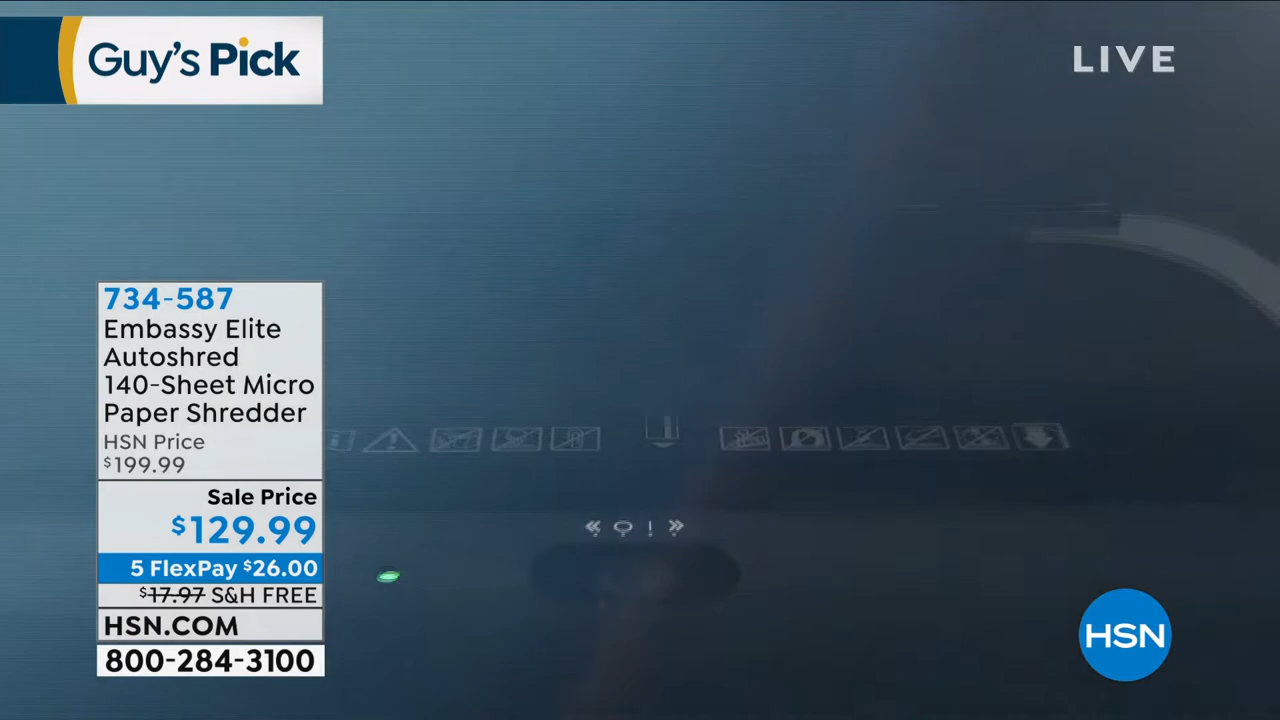 Guy's Pick
LIVE
734-587
Embassy Elite
Autoshred
140-Sheet Micro
Paper Shredder
HSN Price
$199.99
Sale Price
$129.99
5 FlexPay $26.00
$17.97 S&H FREE
HSN.COM
800-284-3100
HSN